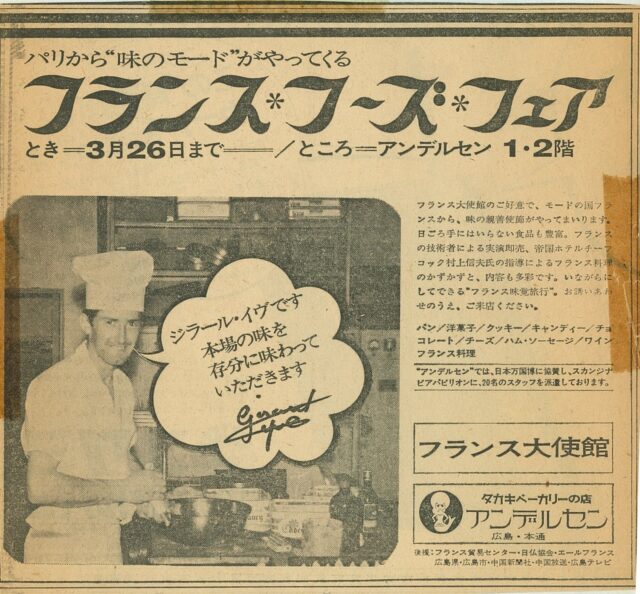 パリから“味のモード”がやってくる
フランス*フーズ*フェア
とき＝3月26日まで――／ところ＝アンデルセン 1・2階
フランス大使館のご好意で、モードの国フラ
ンスから、味の親善使節がやってまいります。
日ごろ手にはいらない食品も豊富。フランス
の技術者による実演卸売、帝国ホテルチーフ
コック村上信夫氏の指導によるフランス料理
のかずかずと、内容も多彩です。いながらに
してできる“フランス味覚旅行”。お誘いあわ
せのうえ、ご来店ください。
パン／洋菓子／クッキー／キャンディー／チョ
コレート／チーズ／ハム・ソーセージ／ワイン
フランス料理
“アンデルセン”では、日本万国博に協賛し、スカンジナ
ビアパビリオンに、20名のスタッフを派遣しております。
ジラール・イヴです
本場の味を
存分に味わって
いただきます
フランス大使館
タカキベーカリーの店
アンデルセン
広島・本通
後援：フランス貿易センター・日仏協会・エールフランス
広島県・広島市・中国新聞社・中国放送・広島テレビ